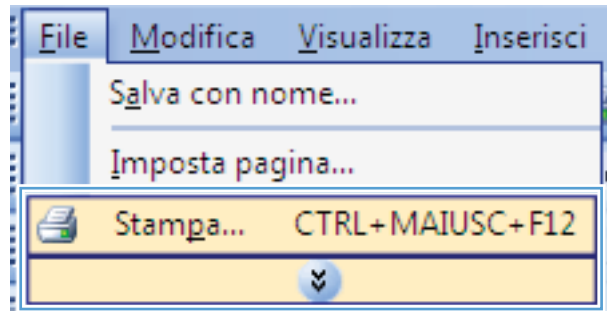 File Modifica Visualizza Inserisci
Salva con nome...
Imposta pagina...
Stampa... CTRL+MAIUSC+F12